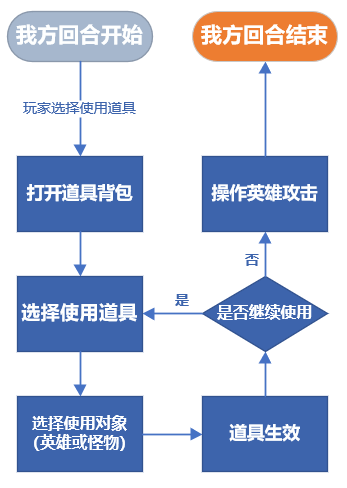 我方回合开始
玩家选择使用道具
打开道具背包
选择使用道具
选择使用对象
(英雄或怪物)
道具生效
是否继续使用
是
否
操作英雄攻击
我方回合结束